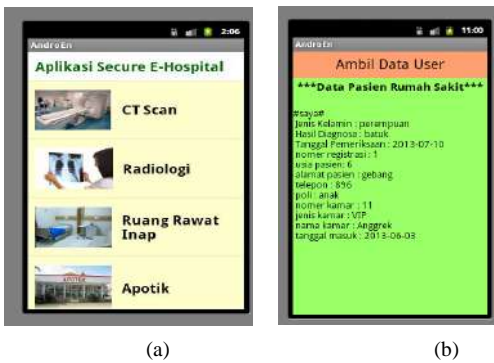 2:06
AndroEn
Aplikasi Secure E-Hospital
CT Scan
Radiologi
Ruang Rawat
Inap
APOTEK
Apotik
(a)
11:00
AndroEn
Ambil Data User
***Data Pasien Rumah Sakit***
#saya#
Jenis Kelamin : perempuan
Hasil Diagnosa : batuk
Tanggal Pemeriksaan : 2013-07-10
nomer registrasi : 1
usia pasien: 6
alamat pasien : gebang
telepon : 896
poli : anak
nomer kamar : 11
jenis kamar : VIP
nama kamar : Anggrek
tanggal masuk : 2013-06-03
(b)